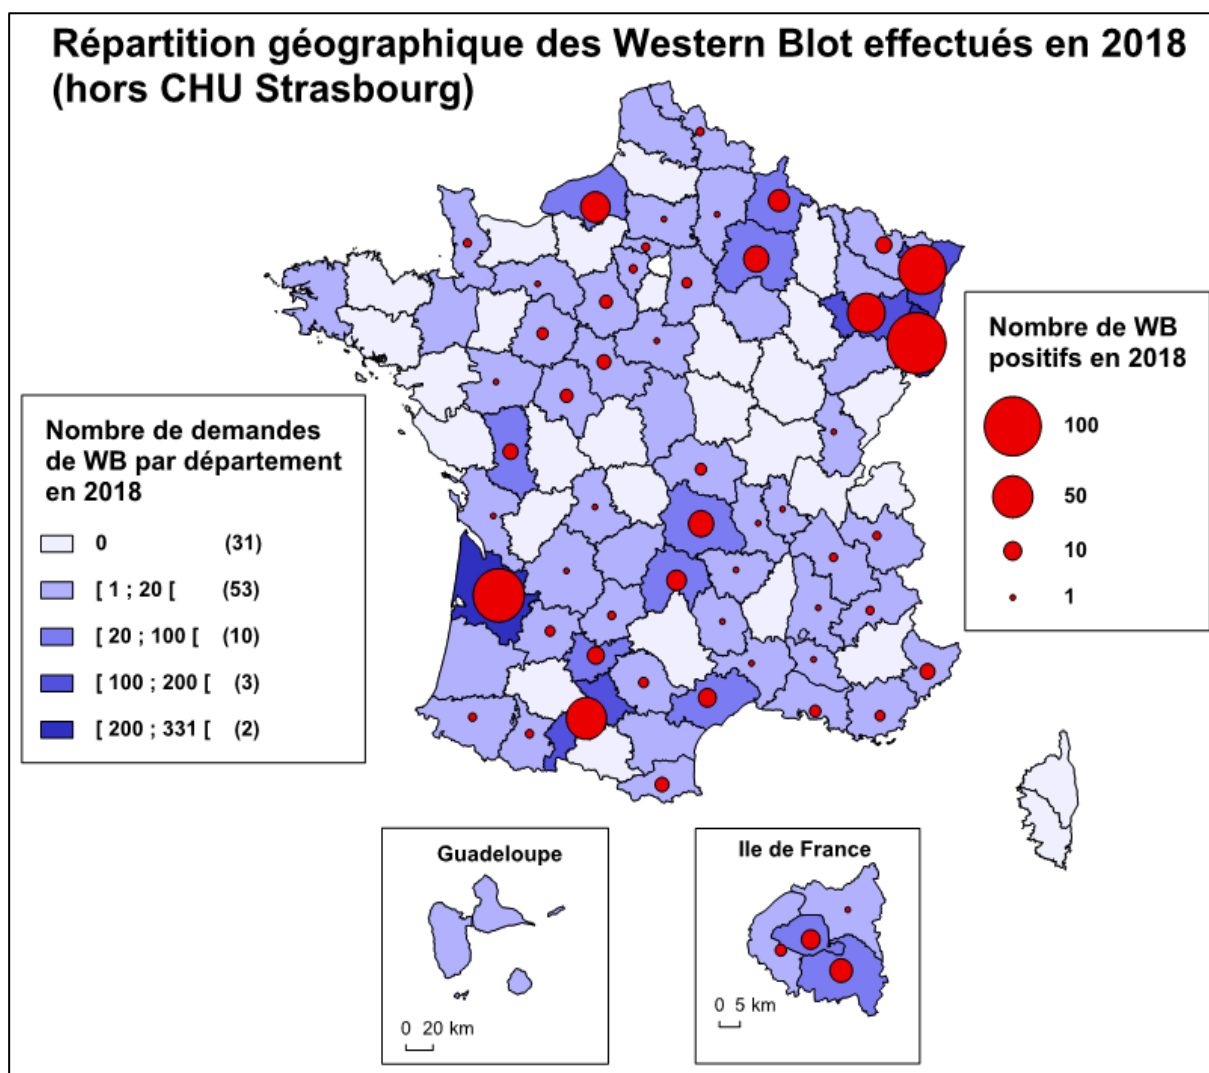 Répartition géographique des Western Blot effectués en 2018
(hors CHU Strasbourg)
Nombre de WB
positifs en 2018
100
50
10
1
Nombre de demandes
de WB par département
en 2018
0 (31)
[ 1 ; 20 [ (53)
[ 20 ; 100 [ (10)
[ 100 ; 200 [ (3)
[ 200 ; 331 [ (2)
Guadeloupe
0 20 km
Ile de France
0 5 km